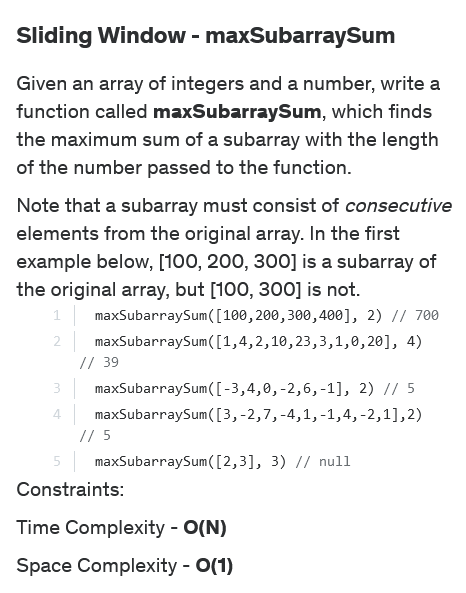 Sliding Window - maxSubarraySum
Given an array of integers and a number, write a
function called maxSubarraySum, which finds
the maximum sum of a subarray with the length
of the number passed to the function.
Note that a subarray must consist of consecutive
elements from the original array. In the first
example below, [100, 200, 300] is a subarray of
the original array, but [100, 300] is not.
1 maxSubarraySum([100,200,300,400], 2) // 700
2 maxSubarraySum([1,4,2,10,23,3,1,0,20], 4)
// 39
3 maxSubarraySum([-3,4,0,-2,6,-1], 2) // 5
4 maxSubarraySum([3,-2,7,-4,1,-1,4,-2,1],2)
// 5
5 maxSubarraySum([2,3], 3) // null
Constraints:
Time Complexity - O(N)
Space Complexity - O(1)